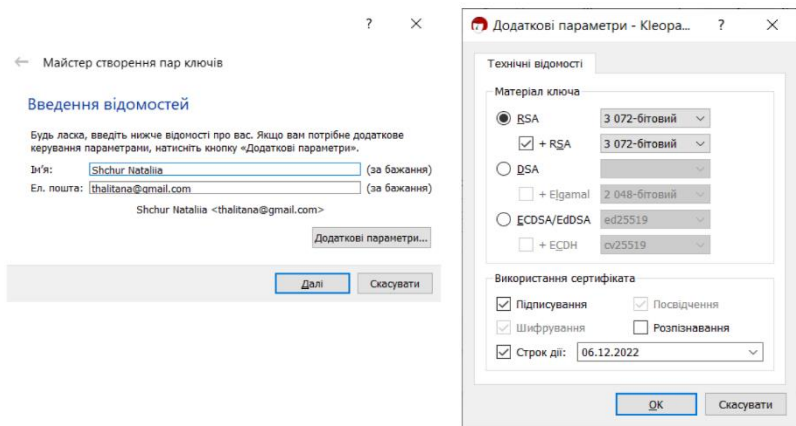 ? ×
← Майстер створення пар ключів
Введення відомостей
Будь ласка, введіть нижче відомості про вас. Якщо вам потрібне додаткове
керування параметрами, натисніть кнопку «Додаткові параметри».
Ім'я: Shchur Nataliia (за бажання)
Ел. пошта: thalitana@gmail.com (за бажання)
Shchur Nataliia <thalitana@gmail.com>
Додаткові параметри...
Далі Скасувати
Додаткові параметри - Kleopa... ? ×
Технічні відомості
Матеріал ключа
RSA 3 072-бітовий
+ RSA 3 072-бітовий
DSA
+ Elgamal 2 048-бітовий
ECDSA/EdDSA ed25519
+ ECDH cv25519
Використання сертифіката
Підписування Посвідчення
Шифрування Розпізнавання
Строк дії: 06.12.2022
OK Скасувати